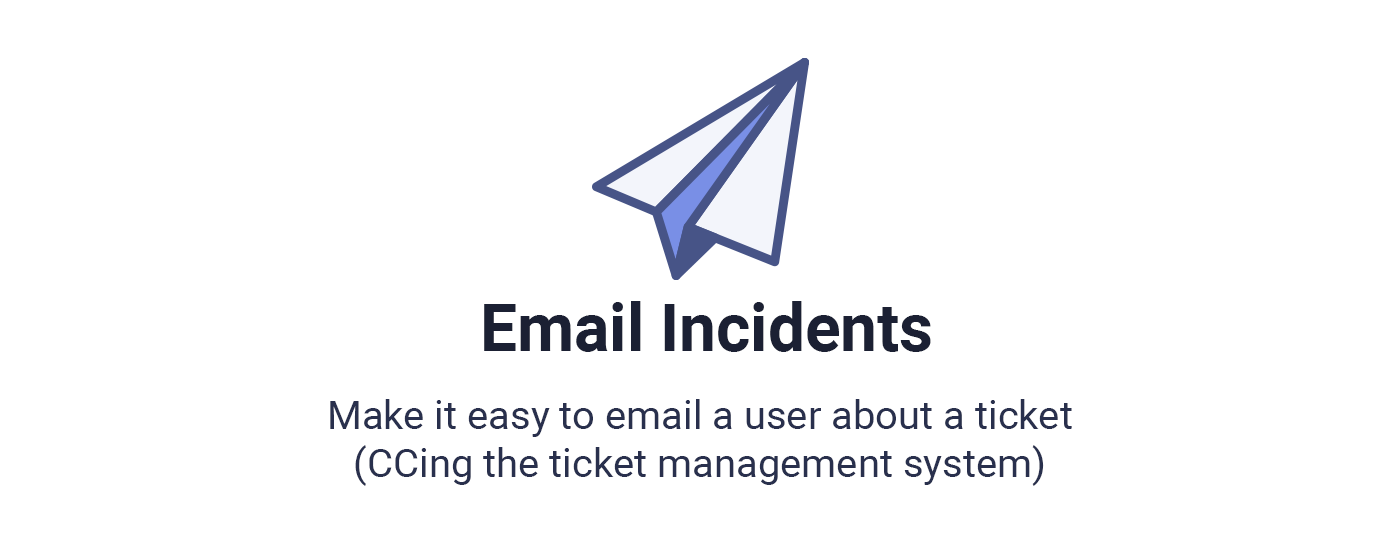 Email Incidents
Make it easy to email a user about a ticket
(CCing the ticket management system)